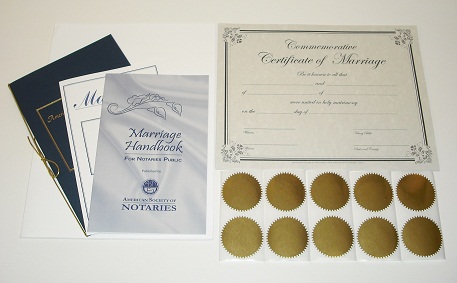 Marriage
Handbook
FOR NOTARIES PUBLIC
Published by
AMERICAN SOCIETY OF
NOTARIES
Commemorative
Certificate of Marriage
Be it known to all that
and
of
of
were united in holy matrimony
on the
day of